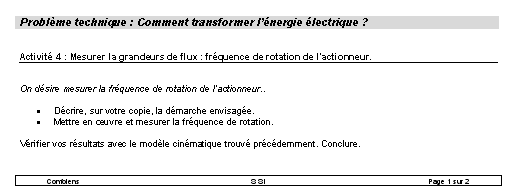 Problème technique : Comment transformer l'énergie électrique ?
Activité 4 : Mesurer la grandeurs de flux : fréquence de rotation de l'actionneur.
On désire mesurer la fréquence de rotation de l'actionneur..
• Décrire, sur votre copie, la démarche envisagée.
• Mettre en œuvre et mesurer la fréquence de rotation.
Vérifier vos résultats avec le modèle cinématique trouvé précédemment. Conclure.
Confolens SSI Page 1 sur 2